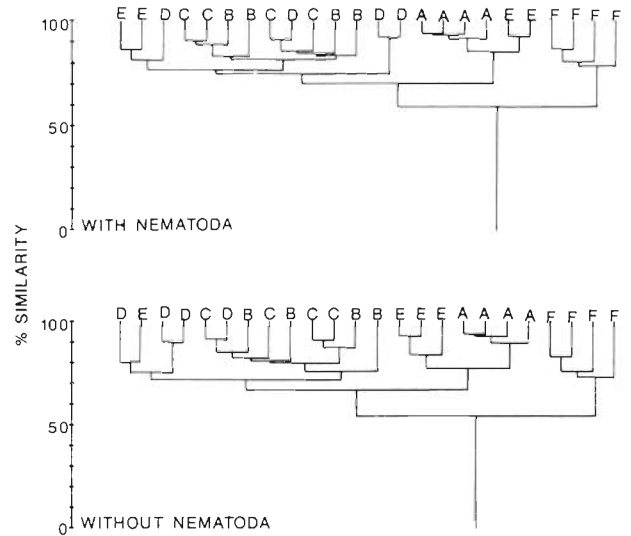 E E D C C B B C D C B B D D A A A A E E F F F F
100
50
0
WITH NEMATODA
% SIMILARITY
D E D D C D B C B C C B B E E E A A A A F F F F
100
50
0
WITHOUT NEMATODA